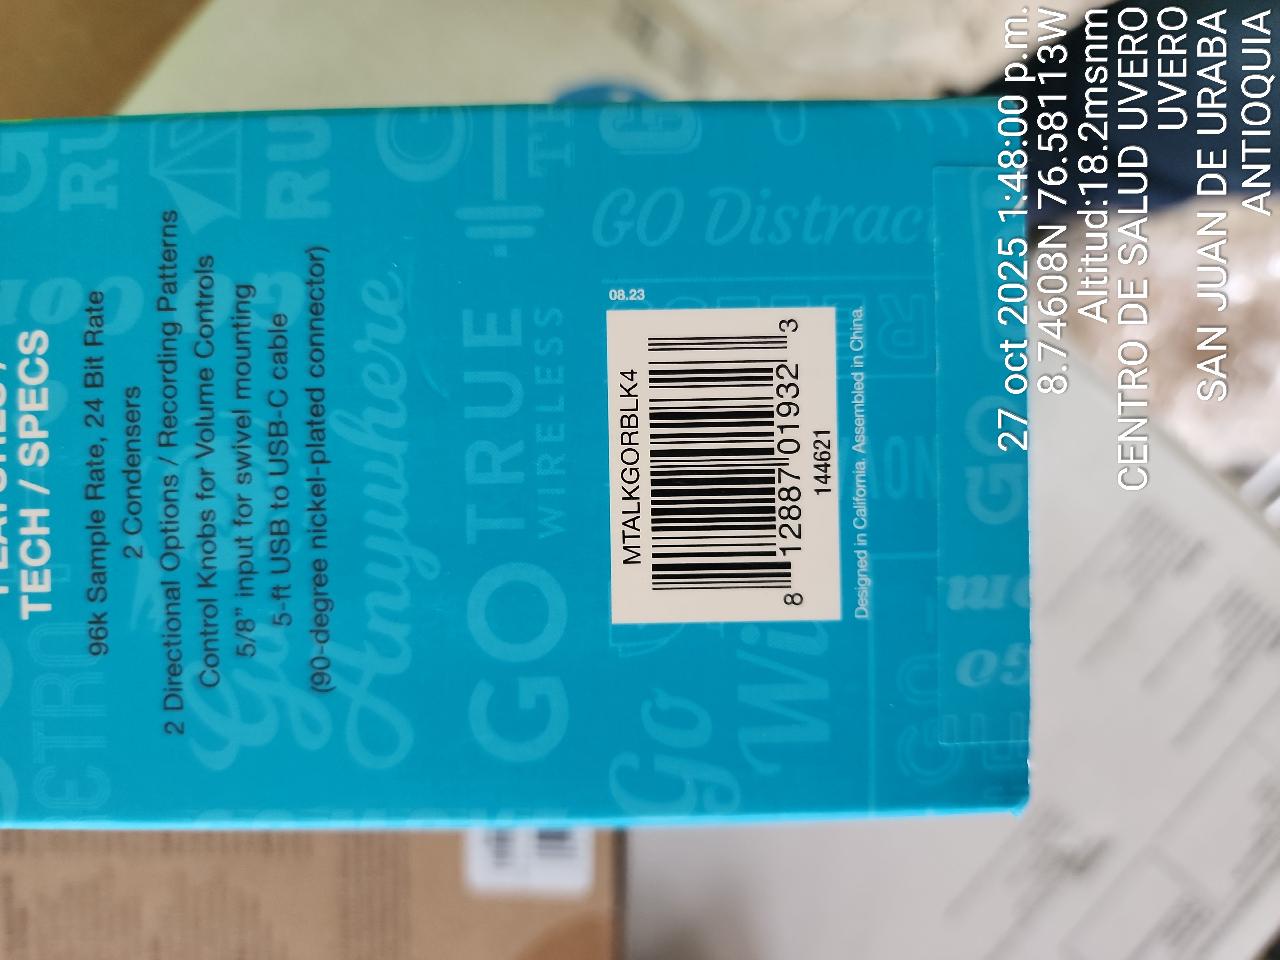 TECH / SPECS
96k Sample Rate, 24 Bit Rate
2 Condensers
2 Directional Options / Recording Patterns
Control Knobs for Volume Controls
5/8" input for swivel mounting
5-ft USB to USB-C cable
(90-degree nickel-plated connector)
Anywhere
GO TRUE
WIRELESS
GO Distract
Go
08.23
MTALKGORBLK4
8 12887 01932 3
144621
Designed in California. Assembled in China.
27 oct 2025 1:48:00 p.m.
8.74608N 76.58113W
Altitud:18.2msnm
CENTRO DE SALUD UVERO
UVERO
SAN JUAN DE URABA
ANTIOQUIA